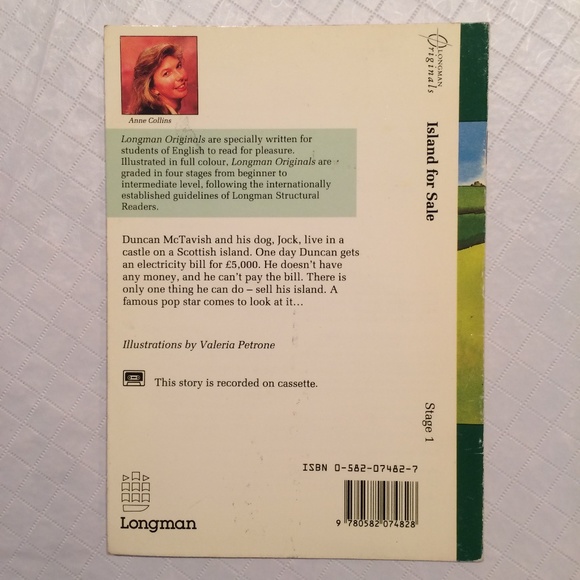 Anne Collins
Longman Originals are specially written for
students of English to read for pleasure.
Illustrated in full colour, Longman Originals are
graded in four stages from beginner to
intermediate level, following the internationally
established guidelines of Longman Structural
Readers.
Duncan McTavish and his dog, Jock, live in a
castle on a Scottish island. One day Duncan gets
an electricity bill for £5,000. He doesn't have
any money, and he can't pay the bill. There is
only one thing he can do – sell his island. A
famous pop star comes to look at it...
Illustrations by Valeria Petrone
This story is recorded on cassette.
Longman
ISBN 0-582-07482-7
9 780582 074828
LONGMAN
Originals
Island for Sale
Stage 1